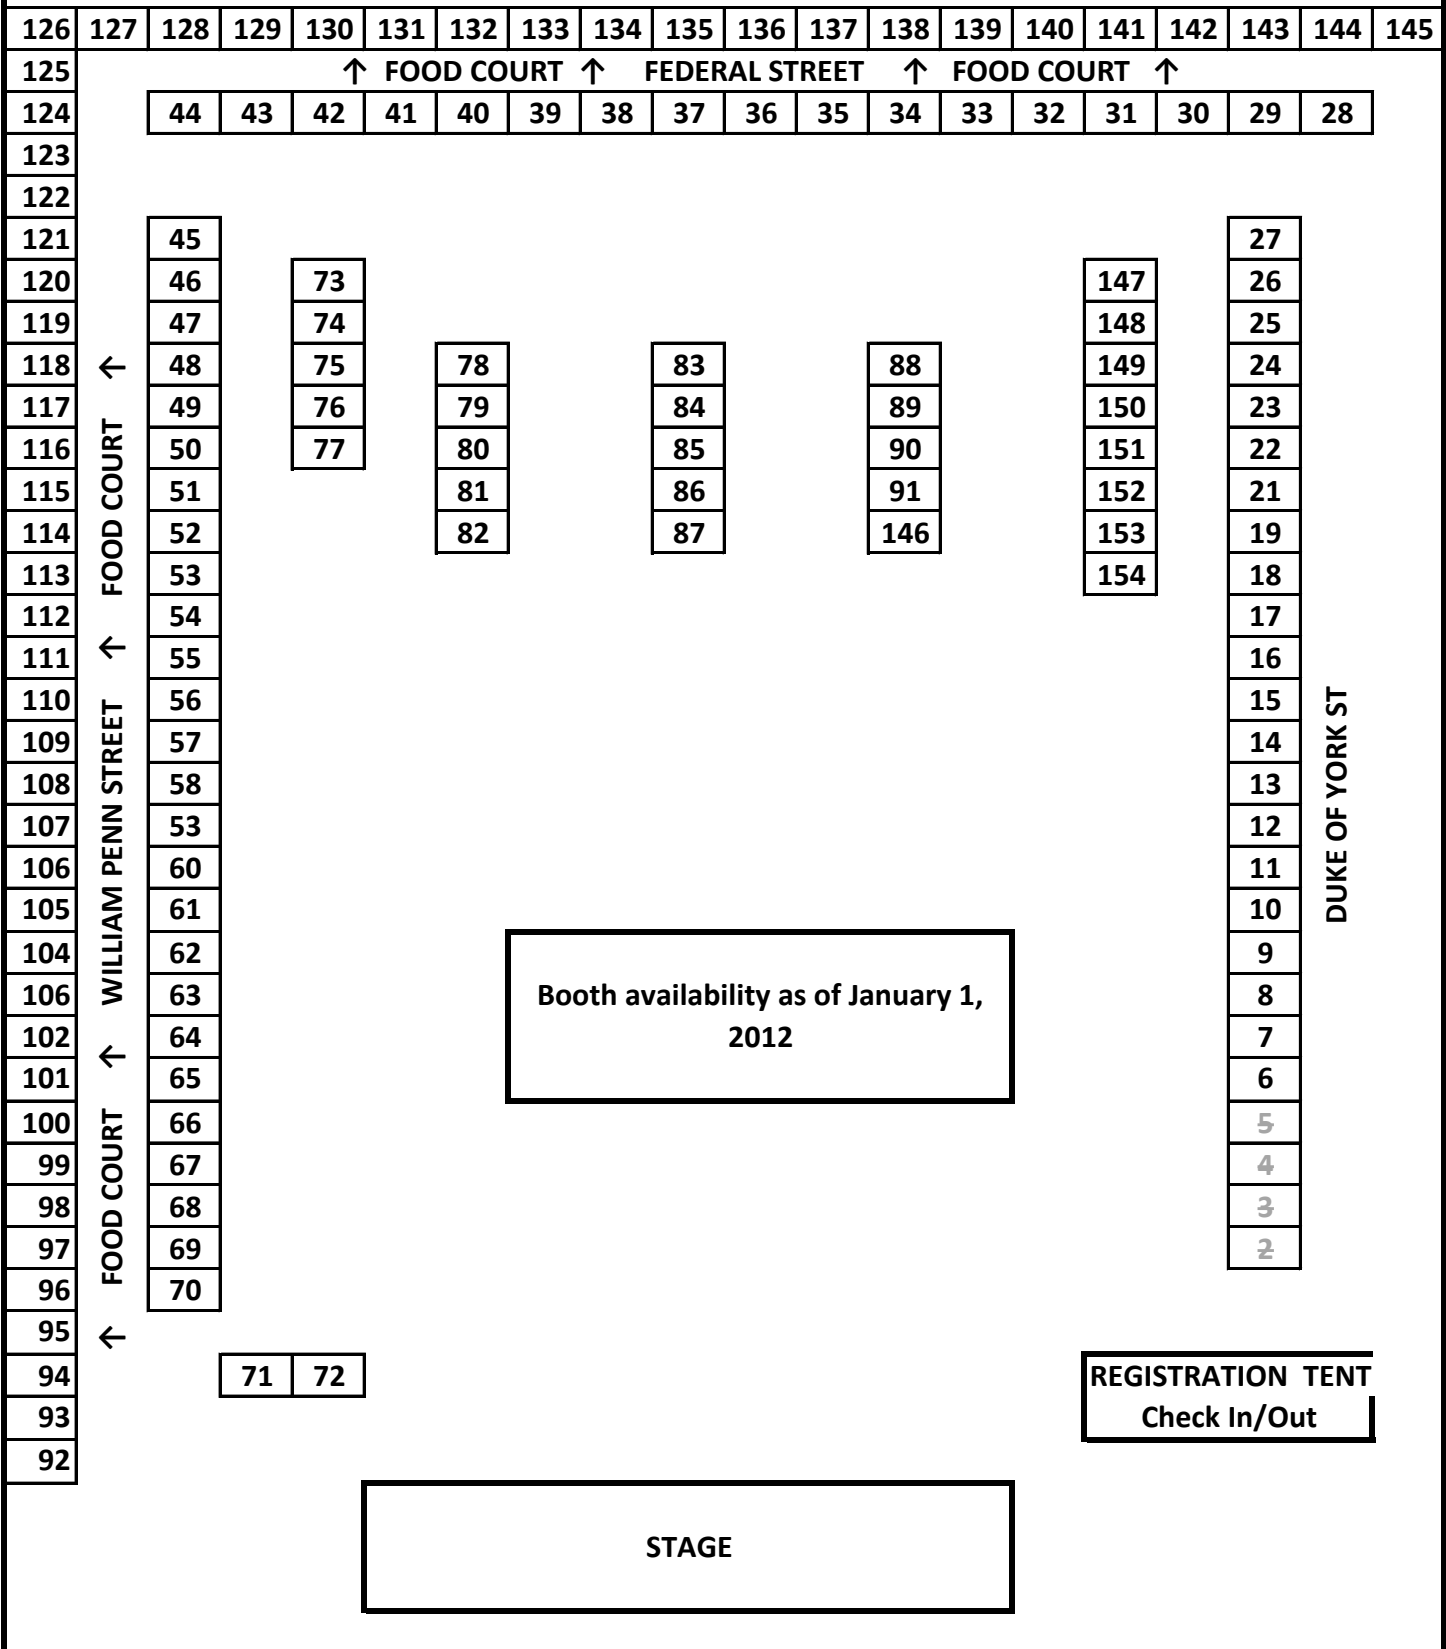 126 127 128 129 130 131 132 133 134 135 136 137 138 139 140 141 142 143 144 145
125 ↑ FOOD COURT ↑ FEDERAL STREET ↑ FOOD COURT ↑
124 44 43 42 41 40 39 38 37 36 35 34 33 32 31 30 29 28
123
122
121 45 27
120 46 73 147 26
119 47 74 148 25
118 ← 48 75 78 83 88 149 24
117 49 76 79 84 89 150 23
116 50 77 80 85 90 151 22
115 51 81 86 91 152 21
114 52 82 87 146 153 19
113 53 154 18
112 54 17
111 ← 55 16
110 56 15
109 57 14
108 58 13
107 53 12
106 60 11
105 61 10
104 62 9
106 63 8
102 64 7
101 ← 65 6
100 66 5
99 67 4
98 68 3
97 69 2
96 70
95 ←
94 71 72
93
92
FOOD COURT
WILLIAM PENN STREET
FOOD COURT
Booth availability as of January 1,
2012
DUKE OF YORK ST
REGISTRATION TENT
Check In/Out
STAGE